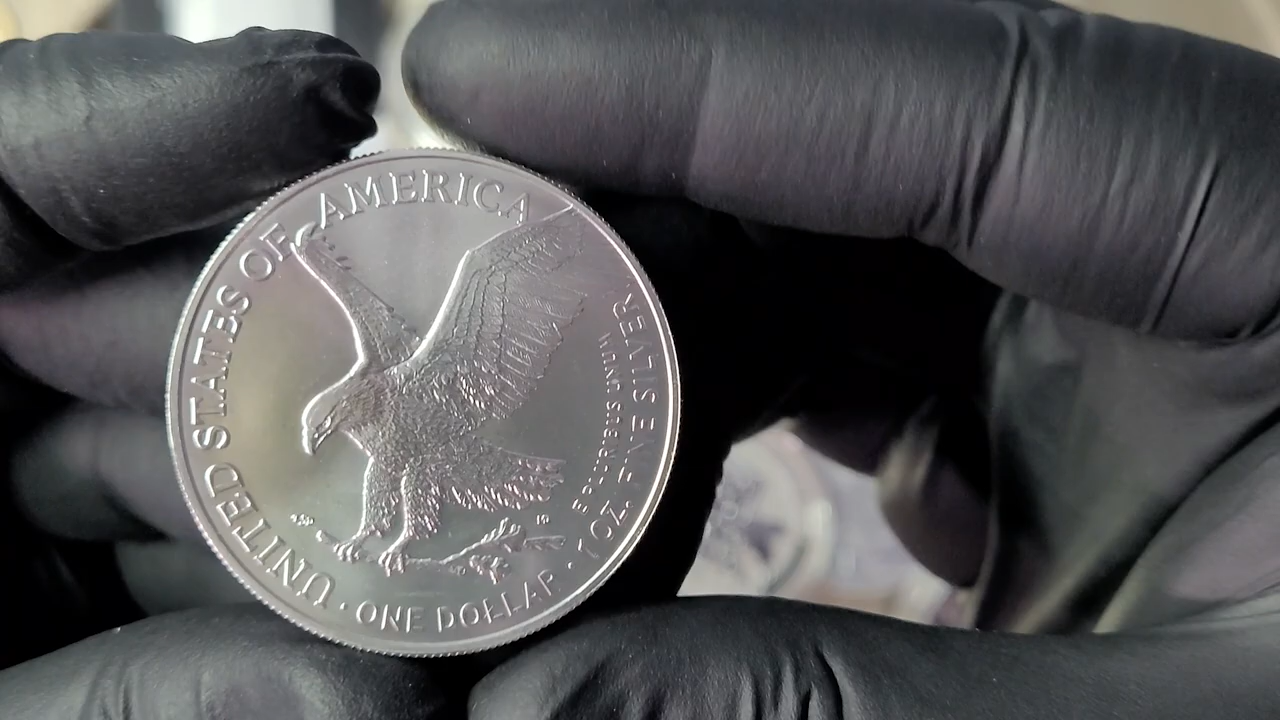 UNITED STATES OF AMERICA
· ONE DOLLAR · 1 OZ. FINE SILVER
E PLURIBUS UNUM